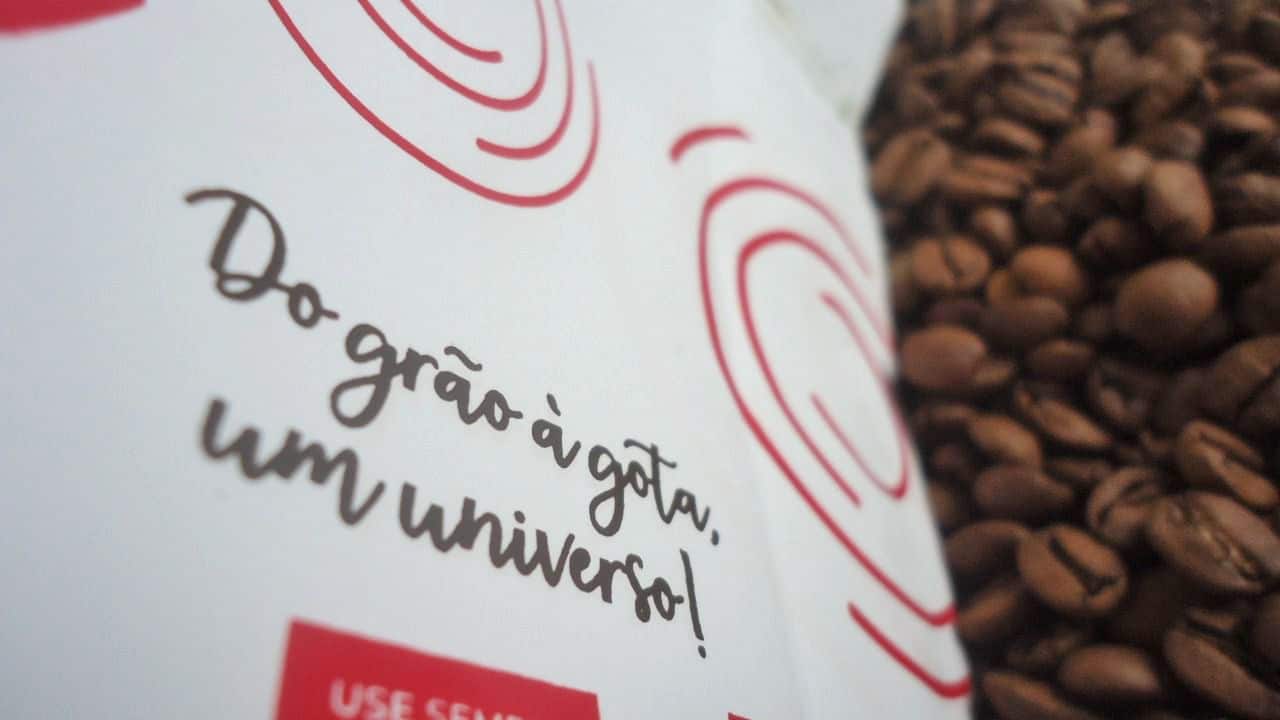 Do grão à gota,
um universo!
USE